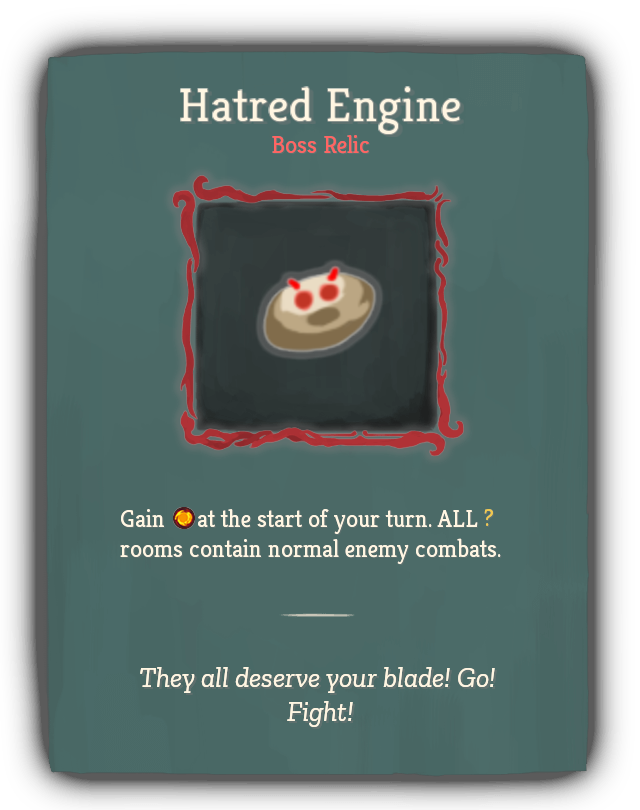 Hatred Engine
Boss Relic
Gain at the start of your turn. ALL ?
rooms contain normal enemy combats.
They all deserve your blade! Go!
Fight!